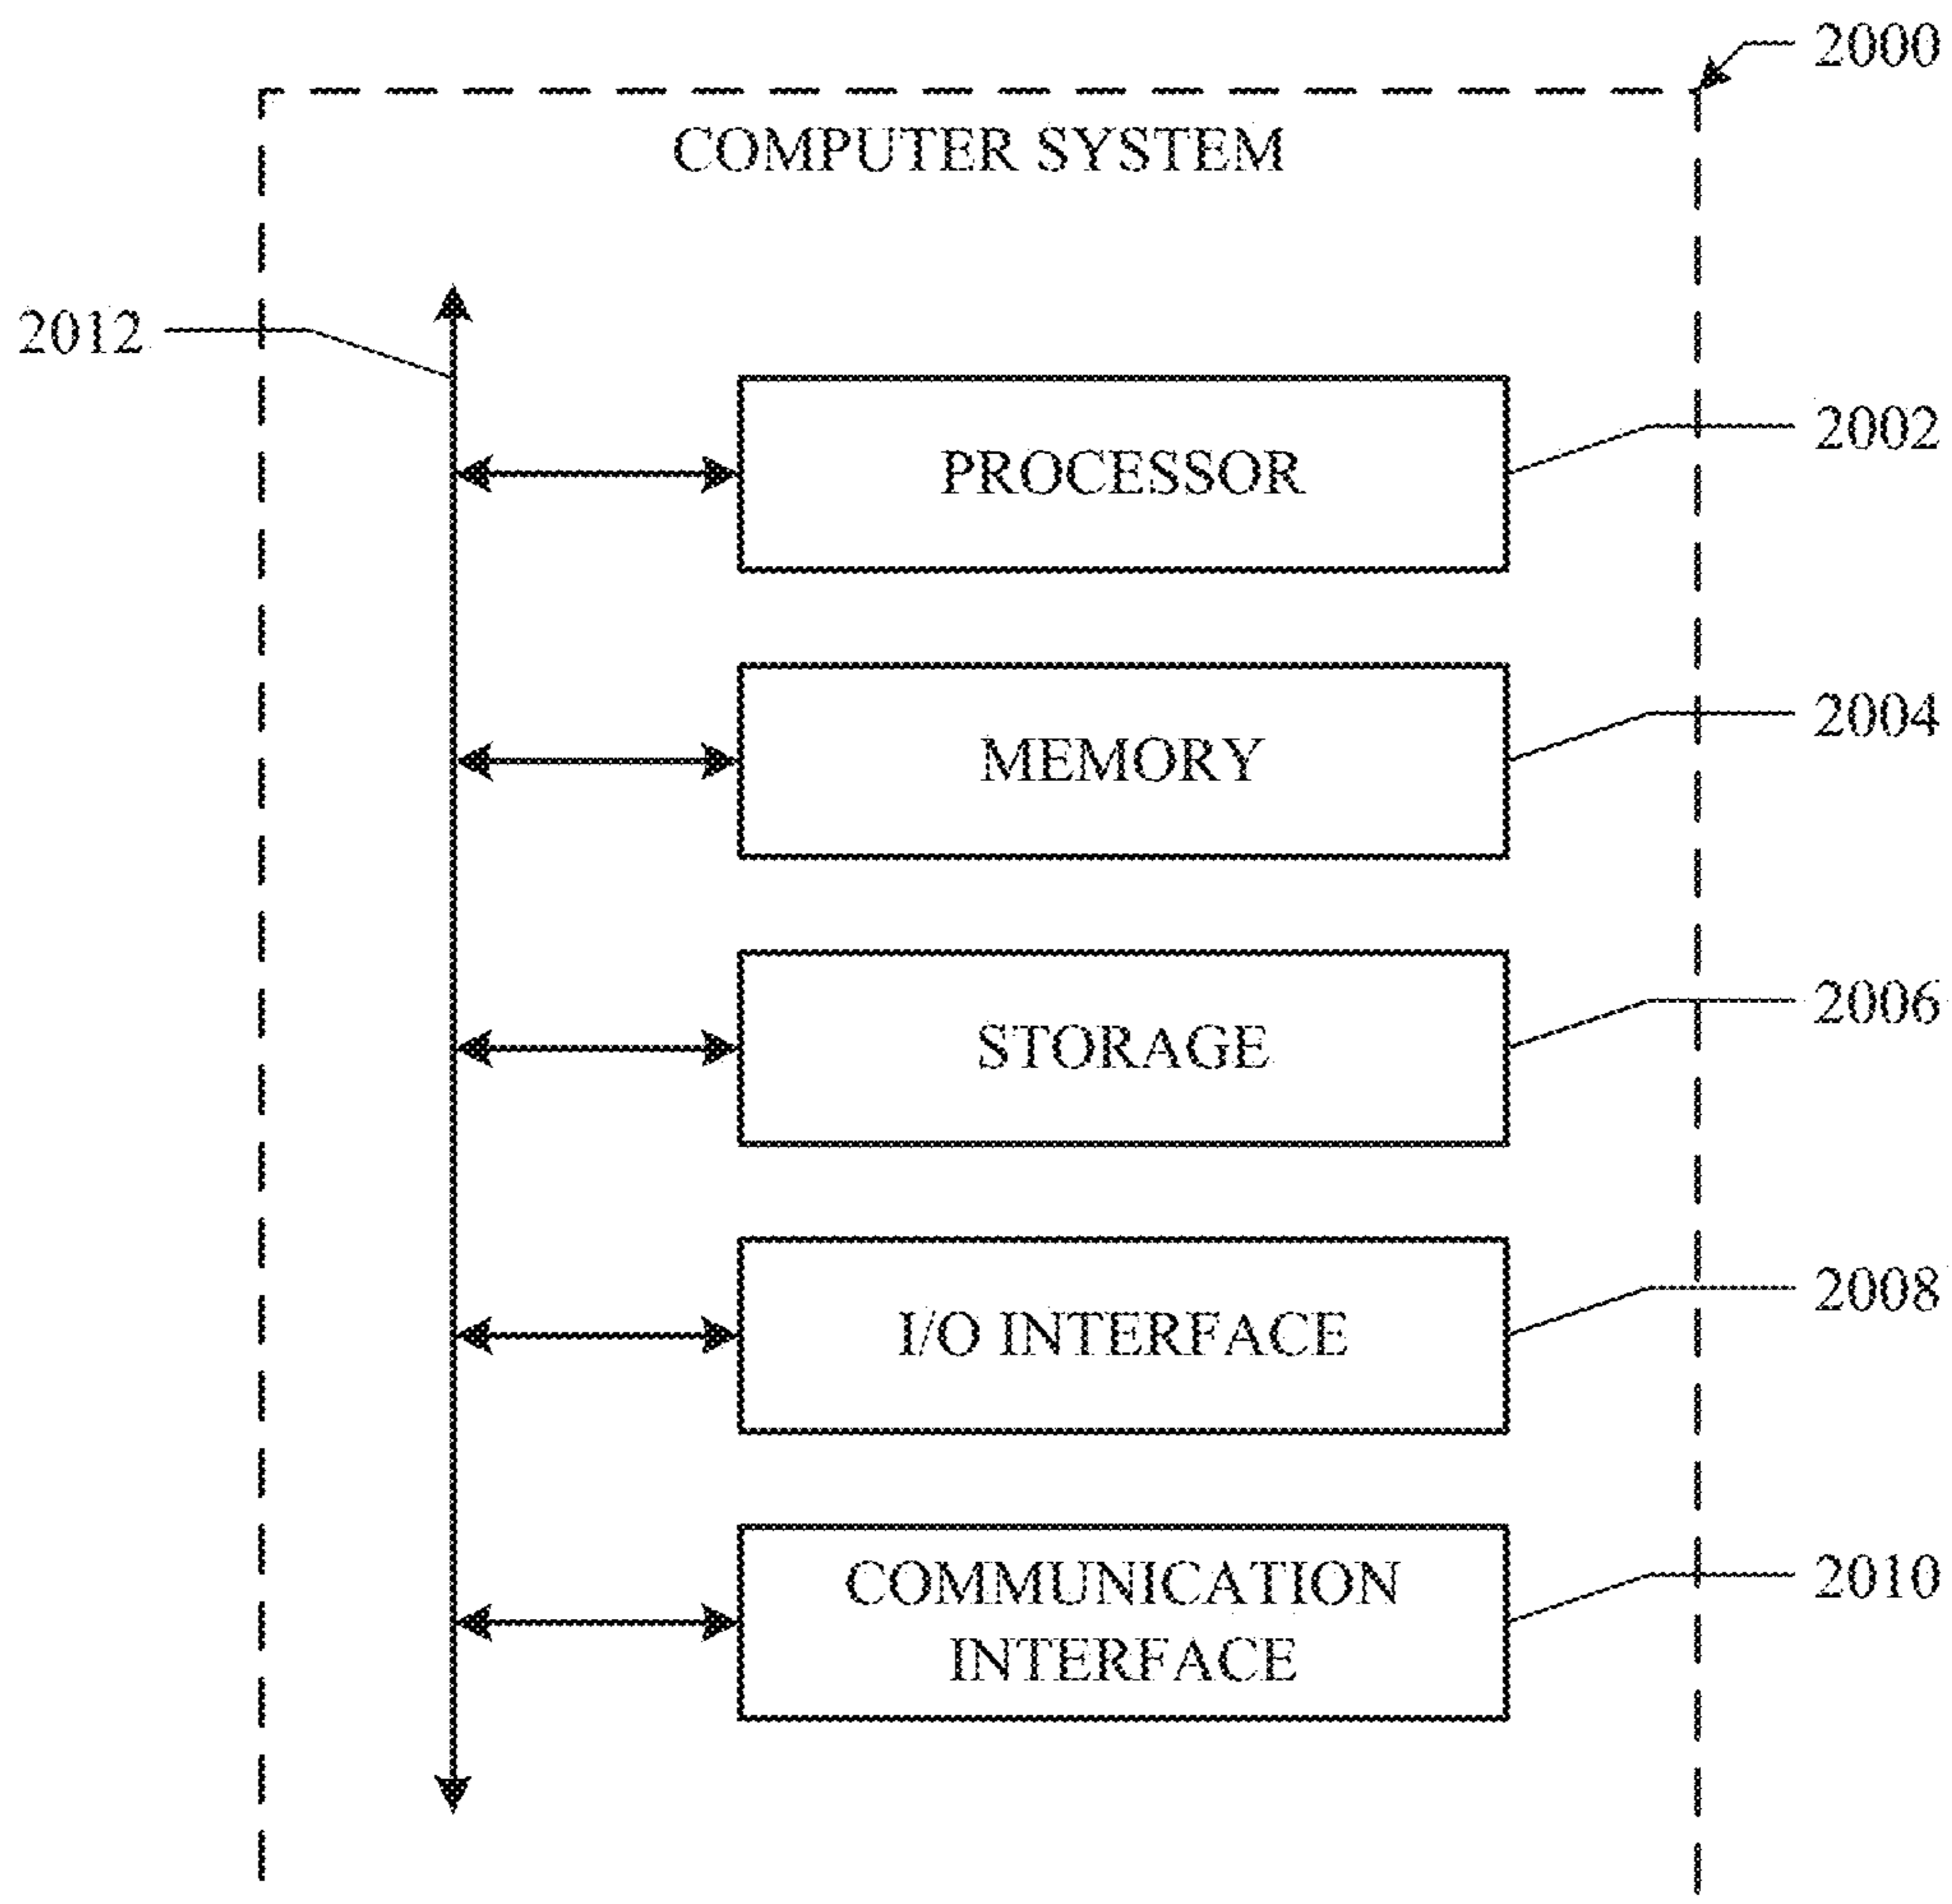 2000
COMPUTER SYSTEM
2012
PROCESSOR
2002
MEMORY
2004
STORAGE
2006
I/O INTERFACE
2008
COMMUNICATION
INTERFACE
2010